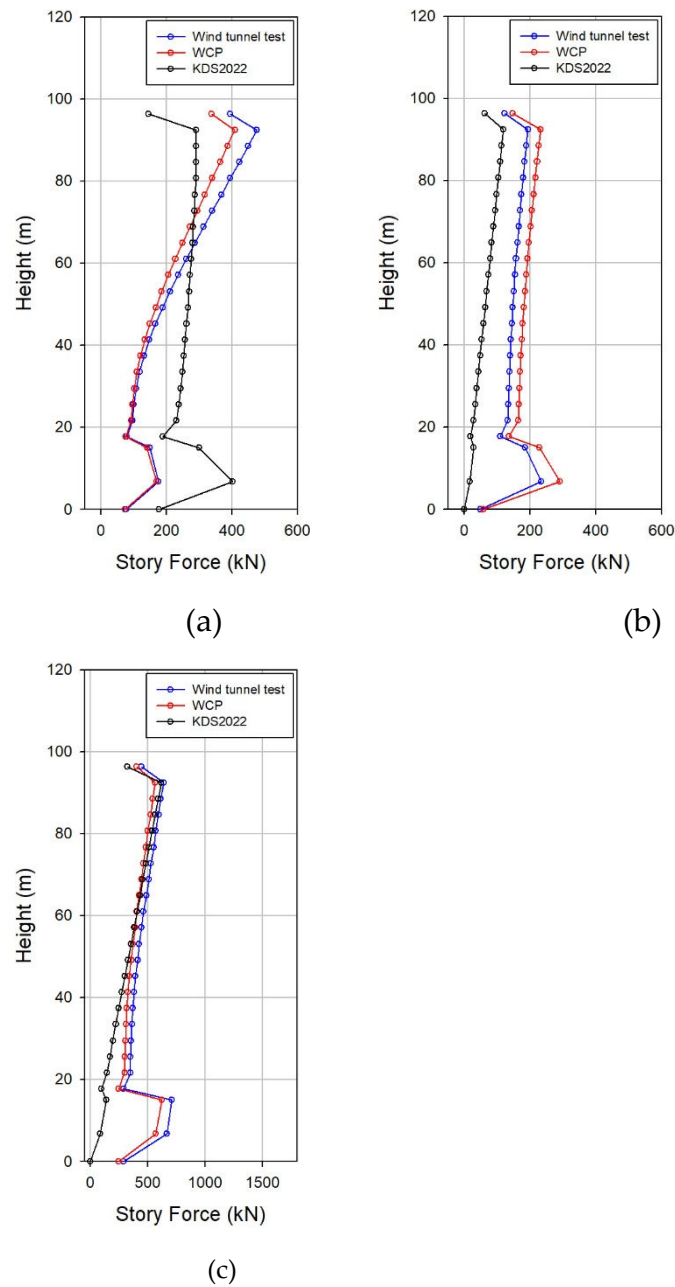 120
100
80
60
40
20
0
Height (m)
Wind tunnel test
WCP
KDS2022
0 200 400 600
Story Force (kN)
(a)
120
100
80
60
40
20
0
Height (m)
Wind tunnel test
WCP
KDS2022
0 200 400 600
Story Force (kN)
(b)
120
100
80
60
40
20
0
Height (m)
Wind tunnel test
WCP
KDS2022
0 500 1000 1500
Story Force (kN)
(c)